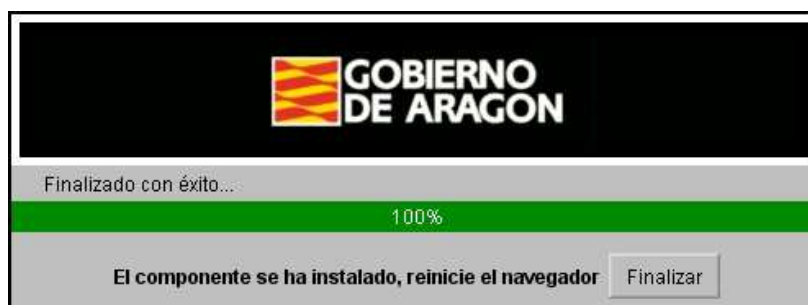 GOBIERNO
DE ARAGON
Finalizado con éxito...
100%
El componente se ha instalado, reinicie el navegador Finalizar